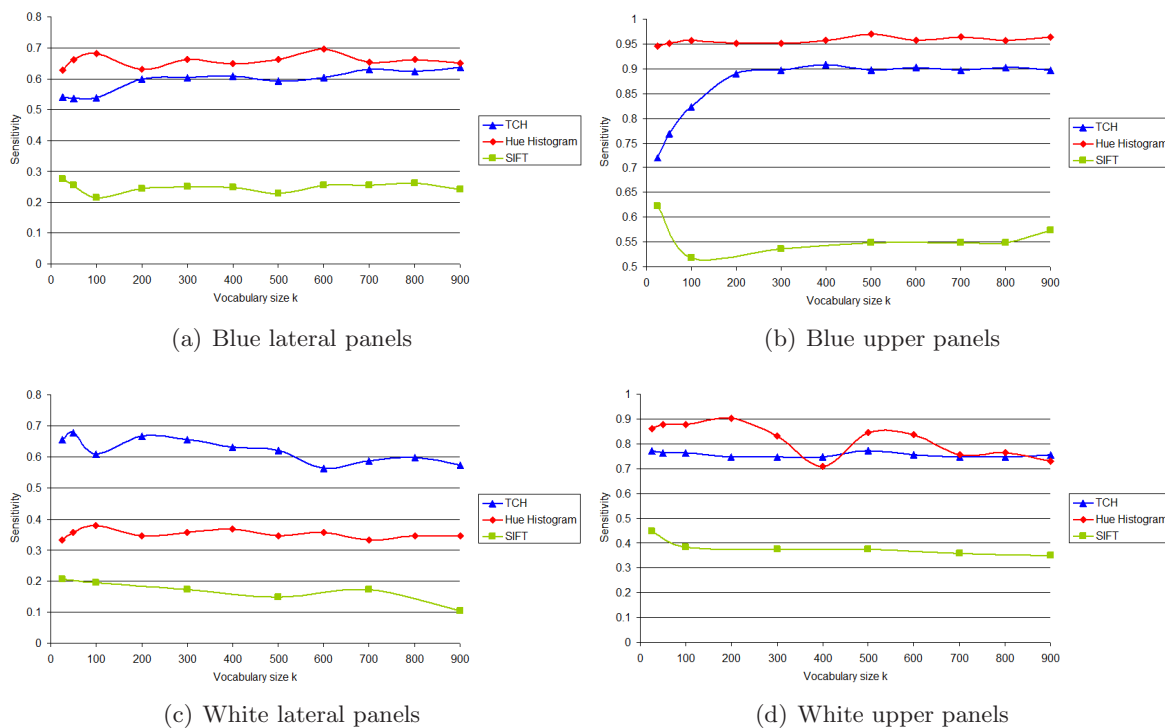 0.8
0.7
0.6
0.5
0.4
0.3
0.2
0.1
0
Sensitivity
0 100 200 300 400 500 600 700 800 900
Vocabulary size k
TCH
Hue Histogram
SIFT
(a) Blue lateral panels
1
0.95
0.9
0.85
0.8
0.75
0.7
0.65
0.6
0.55
0.5
Sensitivity
0 100 200 300 400 500 600 700 800 900
Vocabulary size k
TCH
Hue Histogram
SIFT
(b) Blue upper panels
0.8
0.7
0.6
0.5
0.4
0.3
0.2
0.1
0
Sensitivity
0 100 200 300 400 500 600 700 800 900
Vocabulary size k
TCH
Hue Histogram
SIFT
(c) White lateral panels
1
0.9
0.8
0.7
0.6
0.5
0.4
0.3
0.2
0.1
0
Sensitivity
0 100 200 300 400 500 600 700 800 900
Vocabulary size k
TCH
Hue Histogram
SIFT
(d) White upper panels